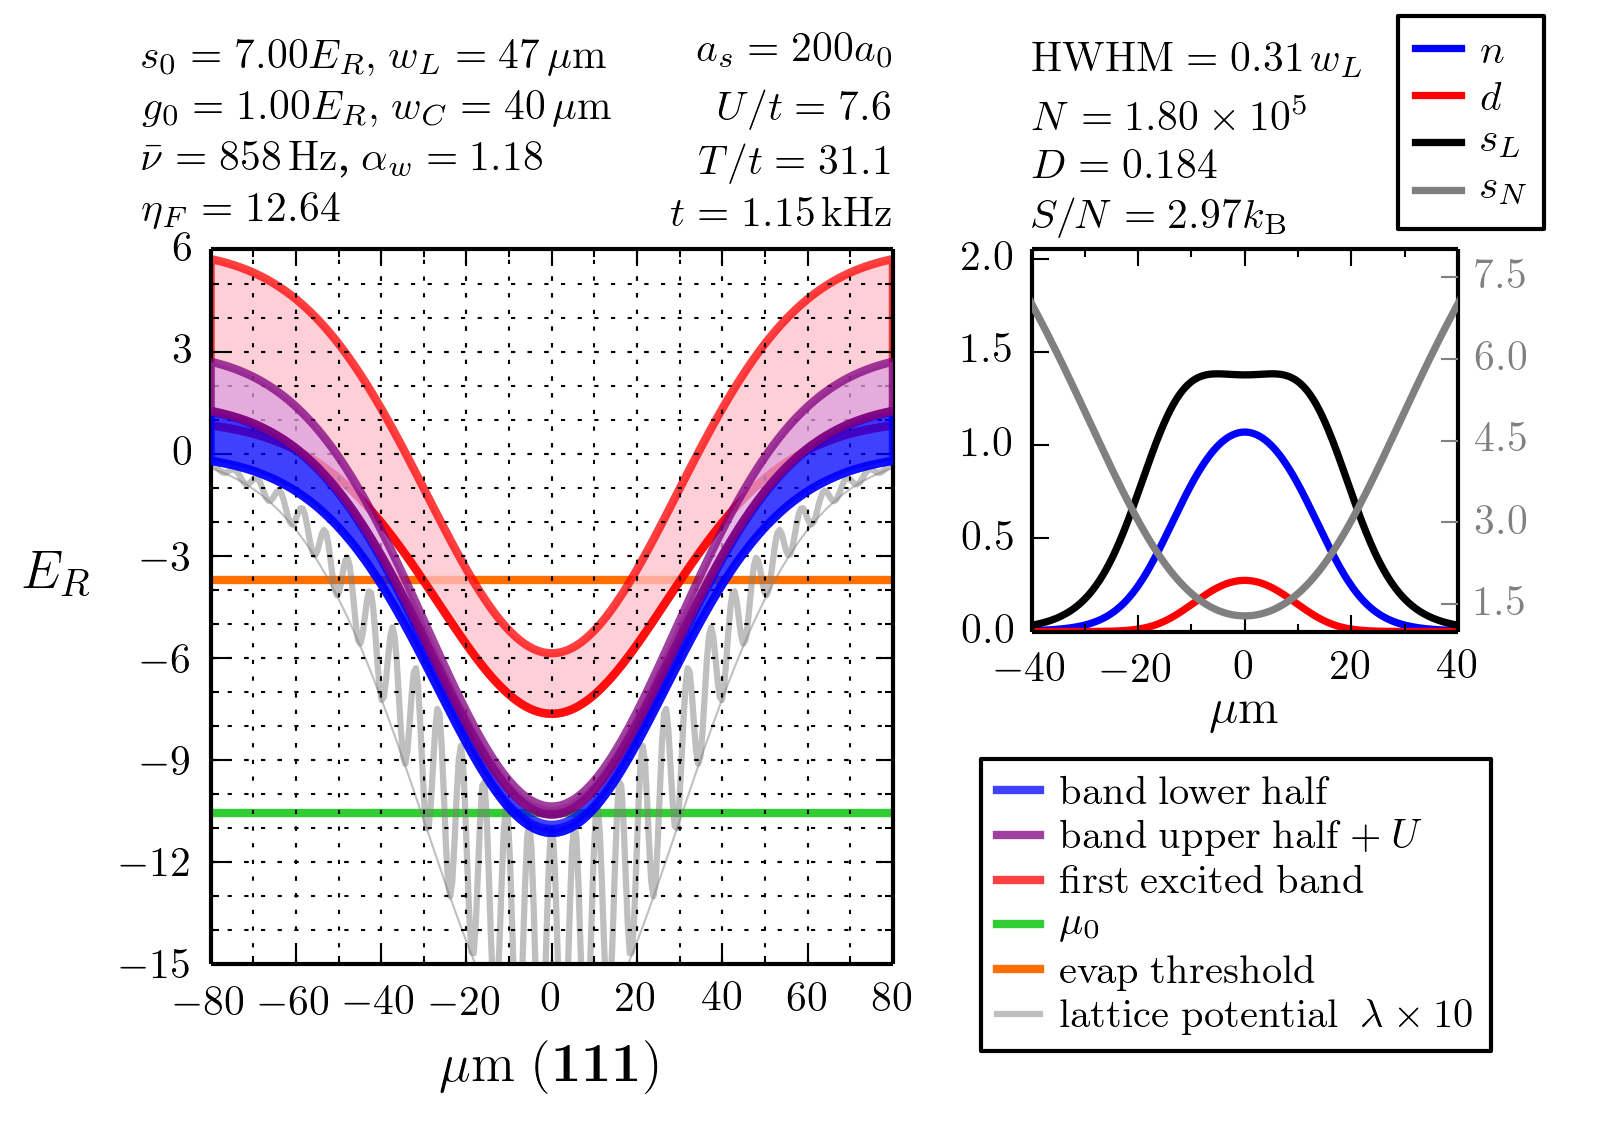 s₀ = 7.00E_R, w_L = 47 μm
g₀ = 1.00E_R, w_C = 40 μm
ν̄ = 858 Hz, α_w = 1.18
η_F = 12.64
a_s = 200a₀
U/t = 7.6
T/t = 31.1
t = 1.15 kHz
HWHM = 0.31 w_L
N = 1.80 × 10⁵
D = 0.184
S/N = 2.97k_B
n
d
s_L
s_N
E_R
6
3
0
−3
−6
−9
−12
−15
−80 −60 −40 −20 0 20 40 60 80
μm (111)
2.0
1.5
1.0
0.5
0.0
7.5
6.0
4.5
3.0
1.5
−40 −20 0 20 40
μm
band lower half
band upper half + U
first excited band
μ₀
evap threshold
lattice potential λ × 10